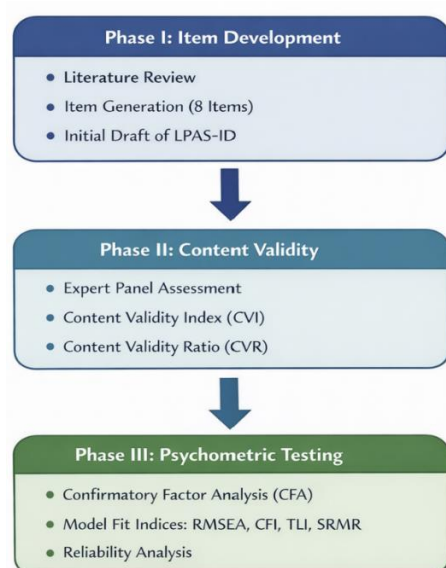 Phase I: Item Development
Literature Review
Item Generation (8 Items)
Initial Draft of LPAS-ID
Phase II: Content Validity
Expert Panel Assessment
Content Validity Index (CVI)
Content Validity Ratio (CVR)
Phase III: Psychometric Testing
Confirmatory Factor Analysis (CFA)
Model Fit Indices: RMSEA, CFI, TLI, SRMR
Reliability Analysis